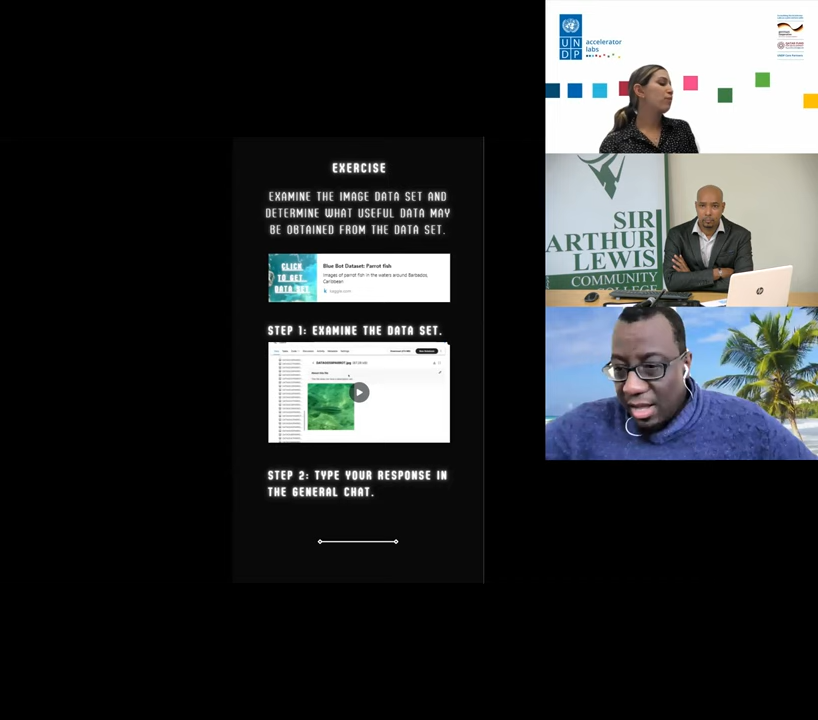 EXERCISE
EXAMINE THE IMAGE DATA SET AND
DETERMINE WHAT USEFUL DATA MAY
BE OBTAINED FROM THE DATA SET.
CLICK
TO GET
DATA SET
Blue Bot Dataset: Parrot fish
Images of parrot fish in the waters around Barbados,
Caribbean
kaggle.com
STEP 1: EXAMINE THE DATA SET.
STEP 2: TYPE YOUR RESPONSE IN
THE GENERAL CHAT.
UN
DP
accelerator
labs
SIR
ARTHUR
LEWIS
COMMUNITY
COLLEGE
hp